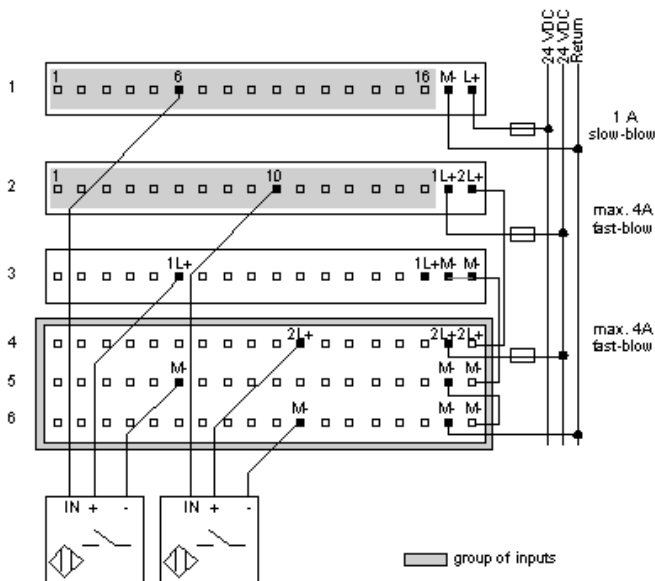 24 VDC
24 VDC
Return
1 6 16 M- L+
1
1 A
slow-blow
1 10 1L+2L+
2
max. 4A
fast-blow
1L+ 1L+ M- M-
3
2L+ 2L+ 2L+
4
max. 4A
fast-blow
M- M- M-
5
M- M- M-
6
IN + - IN + -
group of inputs